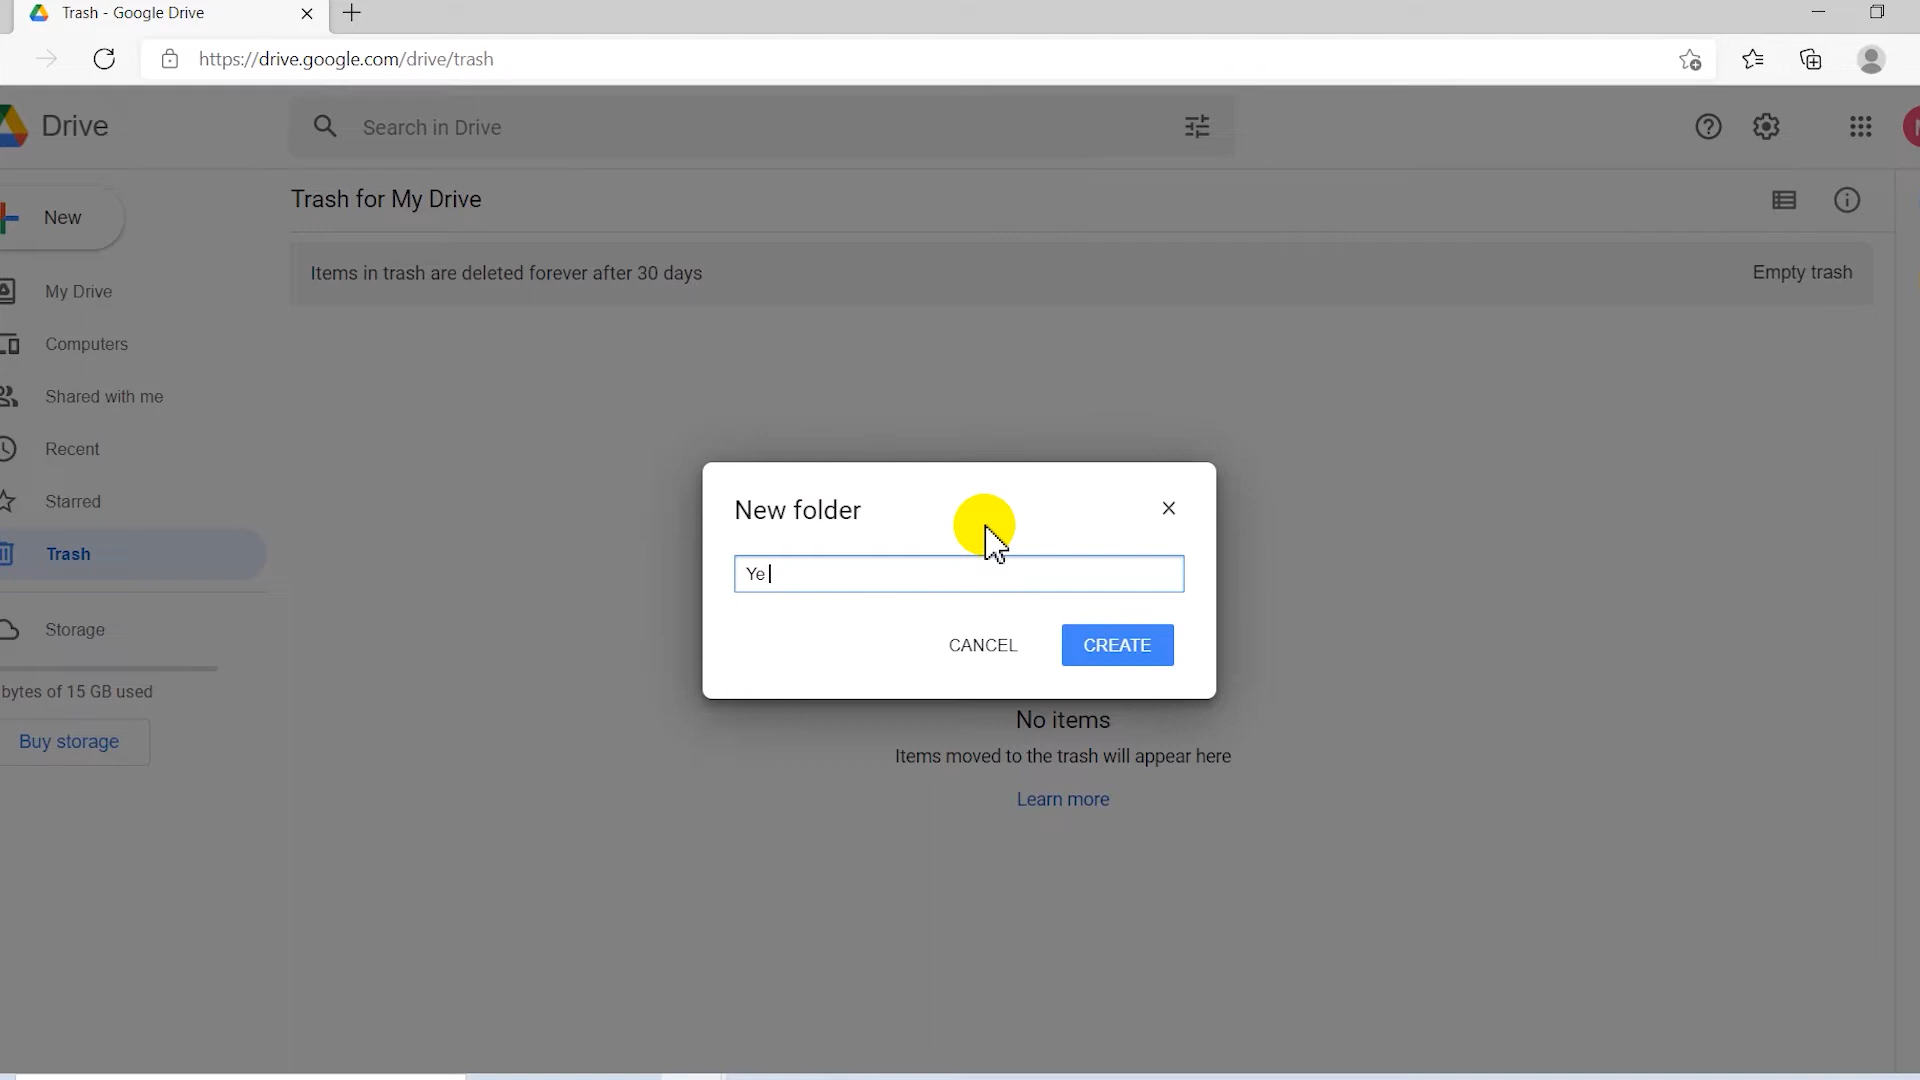 Trash - Google Drive
https://drive.google.com/drive/trash
Drive
Search in Drive
New
Trash for My Drive
Items in trash are deleted forever after 30 days
Empty trash
My Drive
Computers
Shared with me
Recent
Starred
Trash
Storage
bytes of 15 GB used
Buy storage
New folder
Ye
CANCEL
CREATE
No items
Items moved to the trash will appear here
Learn more